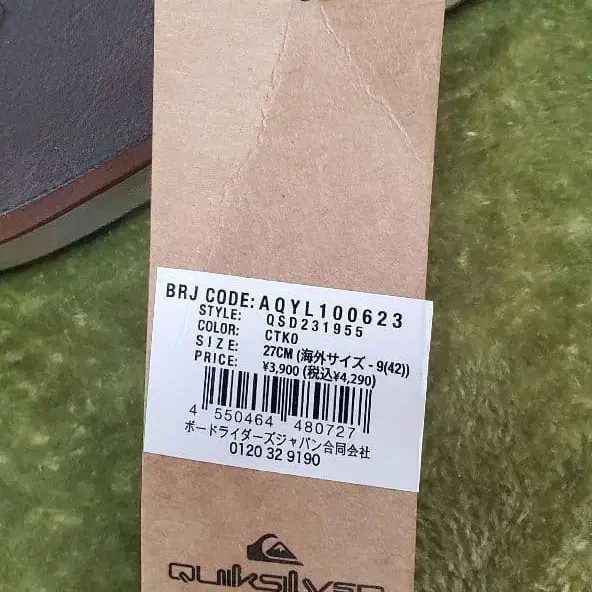 BRJ CODE: AQYL100623
STYLE: QSD231955
COLOR: CTK0
SIZE: 27CM (海外サイズ - 9(42))
PRICE: ¥3,900 (税込¥4,290)
4 550464 480727
ボードライダーズジャパン合同会社
0120 32 9190
QUIKSILVER